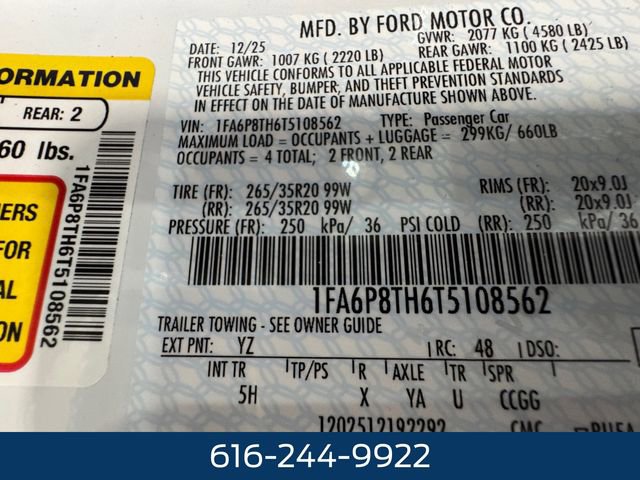 MFD. BY FORD MOTOR CO.
DATE: 12/25
GVWR: 2077 KG ( 4580 LB)
FRONT GAWR: 1007 KG ( 2220 LB)
REAR GAWR: 1100 KG ( 2425 LB)
THIS VEHICLE CONFORMS TO ALL APPLICABLE FEDERAL MOTOR
VEHICLE SAFETY, BUMPER, AND THEFT PREVENTION STANDARDS
IN EFFECT ON THE DATE OF MANUFACTURE SHOWN ABOVE.
VIN: 1FA6P8TH6T5108562 TYPE: Passenger Car
MAXIMUM LOAD = OCCUPANTS + LUGGAGE = 299KG/ 660LB
OCCUPANTS = 4 TOTAL; 2 FRONT, 2 REAR
TIRE (FR): 265/35R20 99W RIMS (FR): 20x9.0J
(RR): 265/35R20 99W (RR): 20x9.0J
PRESSURE (FR): 250 kPa/ 36 PSI COLD (RR): 250 kPa/ 36
1FA6P8TH6T5108562
TRAILER TOWING - SEE OWNER GUIDE
EXT PNT: YZ RC: 48 DSO:
INT TR TP/PS R AXLE TR SPR
5H X YA U CCGG
1202512192292 CMC
ORMATION
REAR: 2
60 lbs.
1FA6P8TH6T5108562
NERS
FOR
AL
ON
616-244-9922